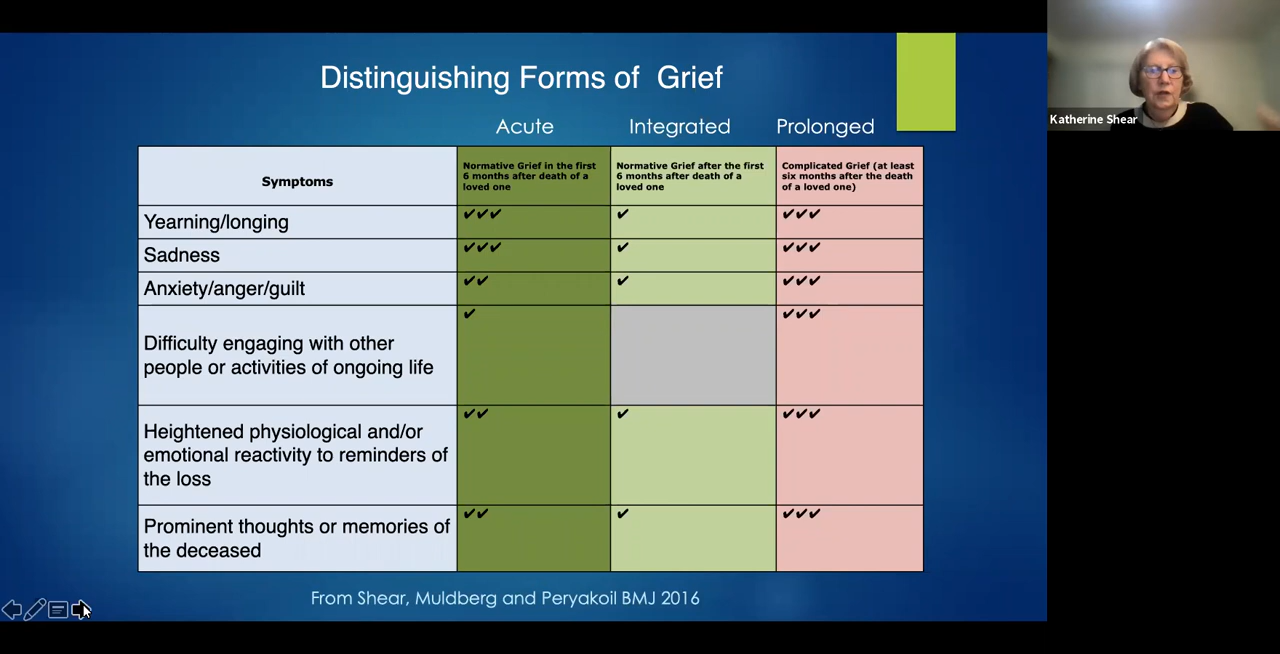 Distinguishing Forms of Grief
Katherine Shear
Acute Integrated Prolonged
Symptoms
Normative Grief in the first
6 months after death of a
loved one
Normative Grief after the first
6 months after death of a
loved one
Complicated Grief (at least
six months after the death
of a loved one)
Yearning/longing ✔✔✔ ✔ ✔✔✔
Sadness ✔✔✔ ✔ ✔✔✔
Anxiety/anger/guilt ✔✔ ✔ ✔✔✔
Difficulty engaging with other
people or activities of ongoing life
✔ ✔✔✔
Heightened physiological and/or
emotional reactivity to reminders of
the loss
✔✔ ✔ ✔✔✔
Prominent thoughts or memories of
the deceased
✔✔ ✔ ✔✔✔
From Shear, Muldberg and Peryakoil BMJ 2016